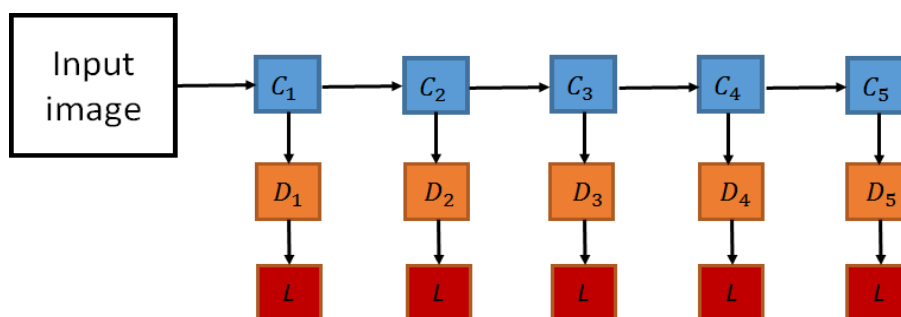 Input
image
C₁ C₂ C₃ C₄ C₅
D₁ D₂ D₃ D₄ D₅
L L L L L